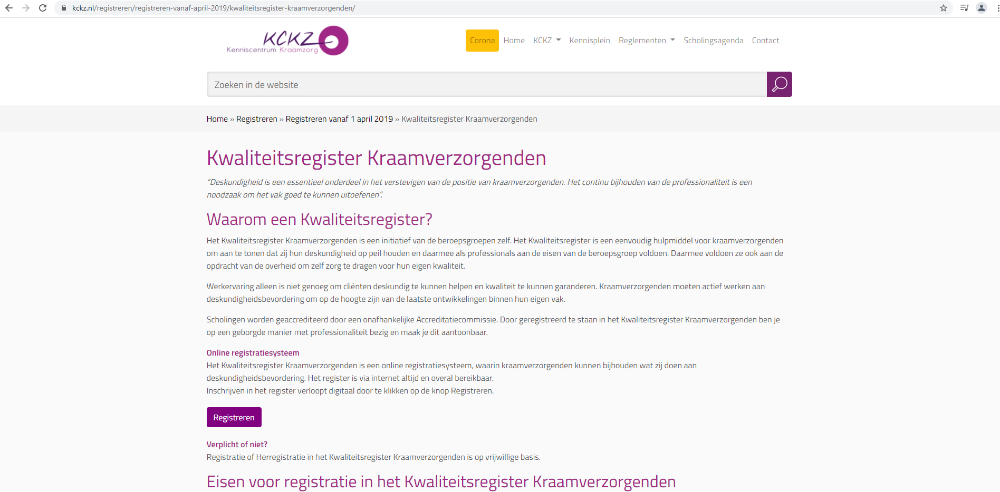 kckz.nl/registreren/registreren-vanaf-april-2019/kwaliteitsregister-kraamverzorgenden/
KCKZ
Kenniscentrum Kraamzorg
Corona Home KCKZ Kennisplein Reglementen Scholingsagenda Contact
Zoeken in de website
Home » Registreren » Registreren vanaf 1 april 2019 » Kwaliteitsregister Kraamverzorgenden
Kwaliteitsregister Kraamverzorgenden
“Deskundigheid is een essentieel onderdeel in het verstevigen van de positie van kraamverzorgenden. Het continu bijhouden van de professionaliteit is een
noodzaak om het vak goed te kunnen uitoefenen”.
Waarom een Kwaliteitsregister?
Het Kwaliteitsregister Kraamverzorgenden is een initiatief van de beroepsgroepen zelf. Het Kwaliteitsregister is een eenvoudig hulpmiddel voor kraamverzorgenden
om aan te tonen dat zij hun deskundigheid op peil houden en daarmee als professionals aan de eisen van de beroepsgroep voldoen. Daarmee voldoen ze ook aan de
opdracht van de overheid om zelf zorg te dragen voor hun eigen kwaliteit.
Werkervaring alleen is niet genoeg om cliënten deskundig te kunnen helpen en kwaliteit te kunnen garanderen. Kraamverzorgenden moeten actief werken aan
deskundigheidsbevordering om op de hoogte zijn van de laatste ontwikkelingen binnen hun eigen vak.
Scholingen worden geaccrediteerd door een onafhankelijke Accreditatiecommissie. Door geregistreerd te staan in het Kwaliteitsregister Kraamverzorgenden ben je
op een geborgde manier met professionaliteit bezig en maak je dit aantoonbaar.
Online registratiesysteem
Het Kwaliteitsregister Kraamverzorgenden is een online registratiesysteem, waarin kraamverzorgenden kunnen bijhouden wat zij doen aan
deskundigheidsbevordering. Het register is via internet altijd en overal bereikbaar.
Inschrijven in het register verloopt digitaal door te klikken op de knop Registreren.
Registreren
Verplicht of niet?
Registratie of Herregistratie in het Kwaliteitsregister Kraamverzorgenden is op vrijwillige basis.
Eisen voor registratie in het Kwaliteitsregister Kraamverzorgenden